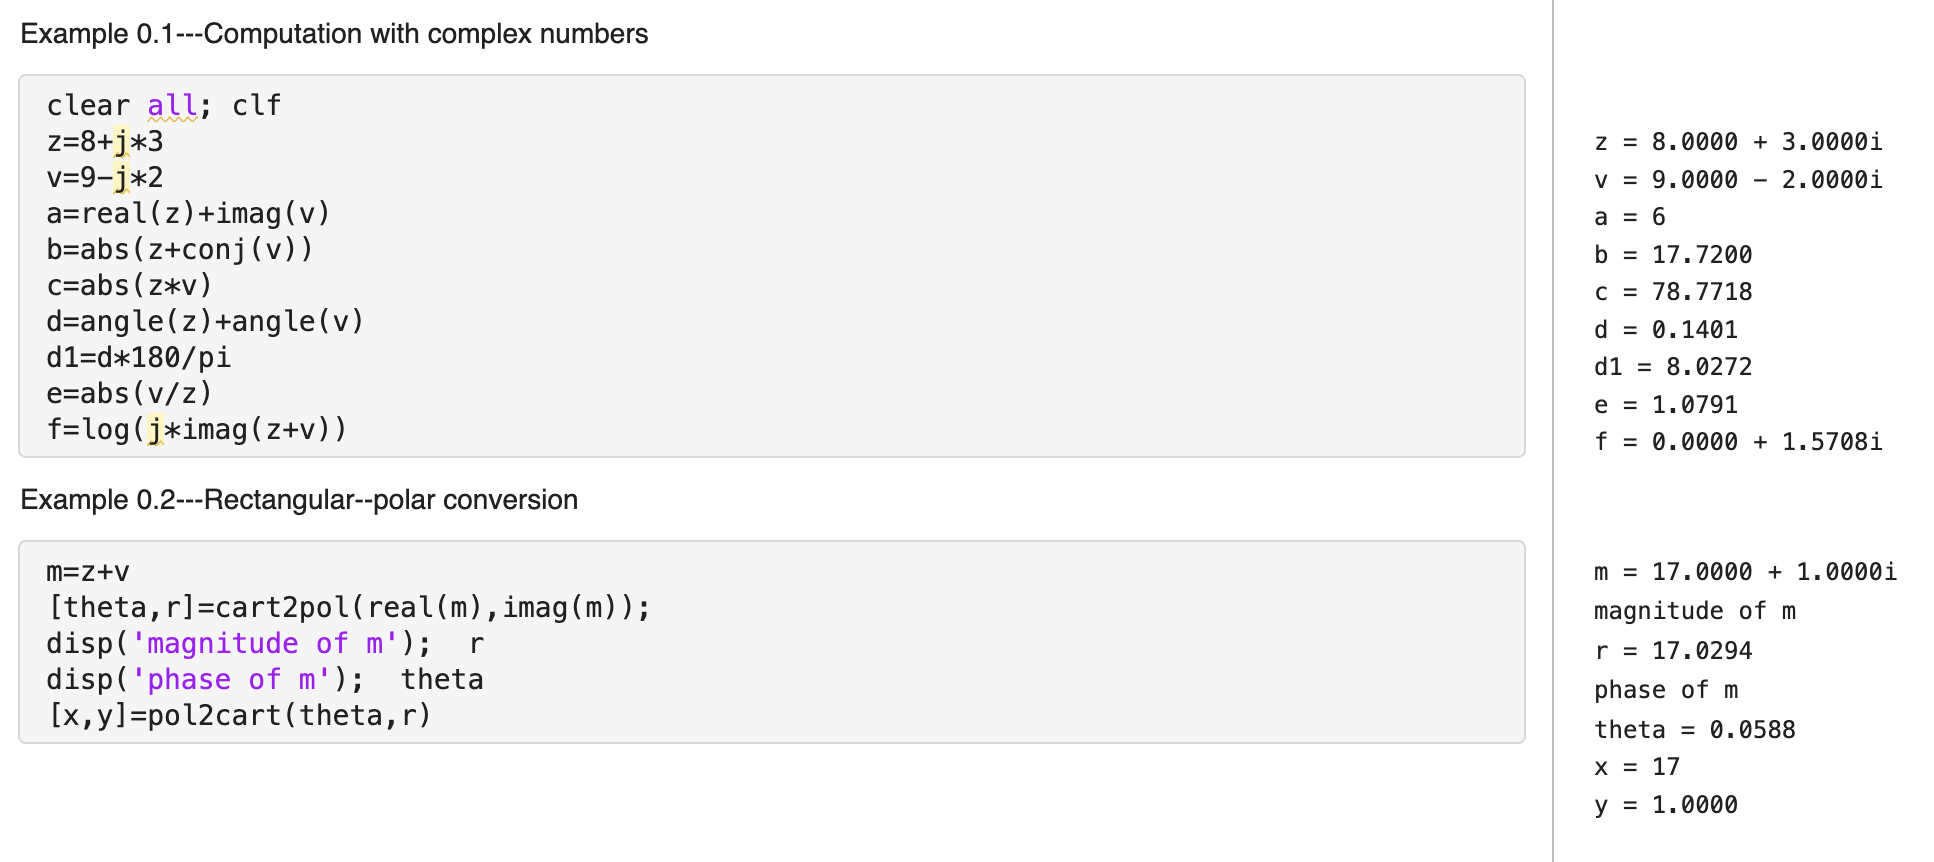 Example 0.1---Computation with complex numbers
clear all; clf
z=8+j*3
v=9-j*2
a=real(z)+imag(v)
b=abs(z+conj(v))
c=abs(z*v)
d=angle(z)+angle(v)
d1=d*180/pi
e=abs(v/z)
f=log(j*imag(z+v))
z = 8.0000 + 3.0000i
v = 9.0000 - 2.0000i
a = 6
b = 17.7200
c = 78.7718
d = 0.1401
d1 = 8.0272
e = 1.0791
f = 0.0000 + 1.5708i
Example 0.2---Rectangular--polar conversion
m=z+v
[theta,r]=cart2pol(real(m),imag(m));
disp('magnitude of m');  r
disp('phase of m');  theta
[x,y]=pol2cart(theta,r)
m = 17.0000 + 1.0000i
magnitude of m
r = 17.0294
phase of m
theta = 0.0588
x = 17
y = 1.0000